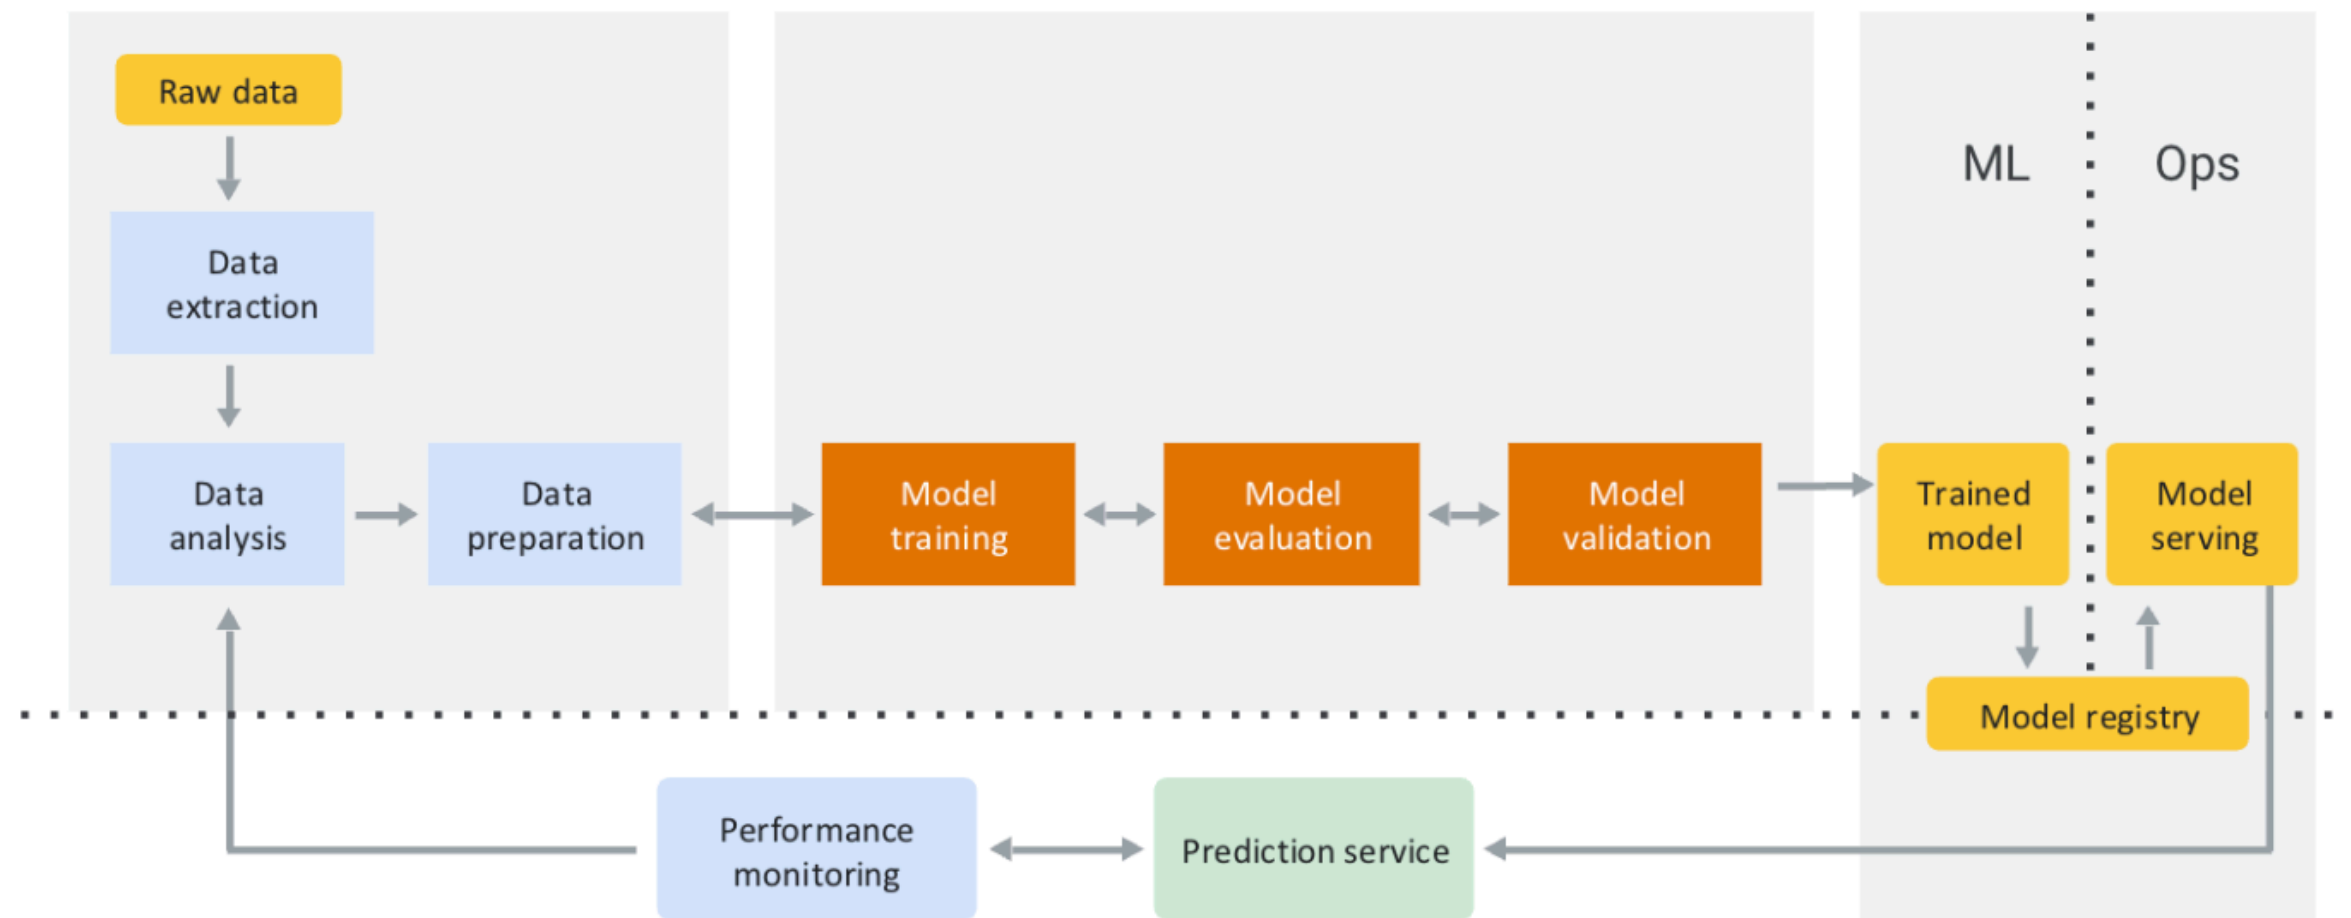 Raw data
Data
extraction
Data
analysis
Data
preparation
Model
training
Model
evaluation
Model
validation
ML
Ops
Trained
model
Model
serving
Model registry
Performance
monitoring
Prediction service